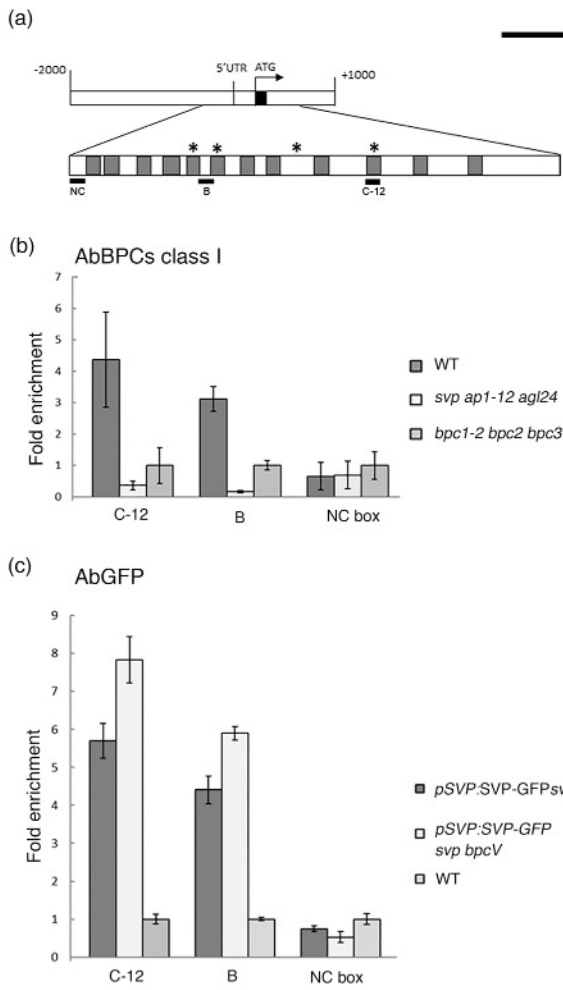 (a)
-2000
5'UTR
ATG
+1000
* * * *
NC
B
C-12
(b)
AbBPCs class I
Fold enrichment
7
6
5
4
3
2
1
0
C-12
B
NC box
WT
svp ap1-12 agl24
bpc1-2 bpc2 bpc3
(c)
AbGFP
Fold enrichment
9
8
7
6
5
4
3
2
1
0
C-12
B
NC box
pSVP:SVP-GFPsv
pSVP:SVP-GFP
svp bpcV
WT